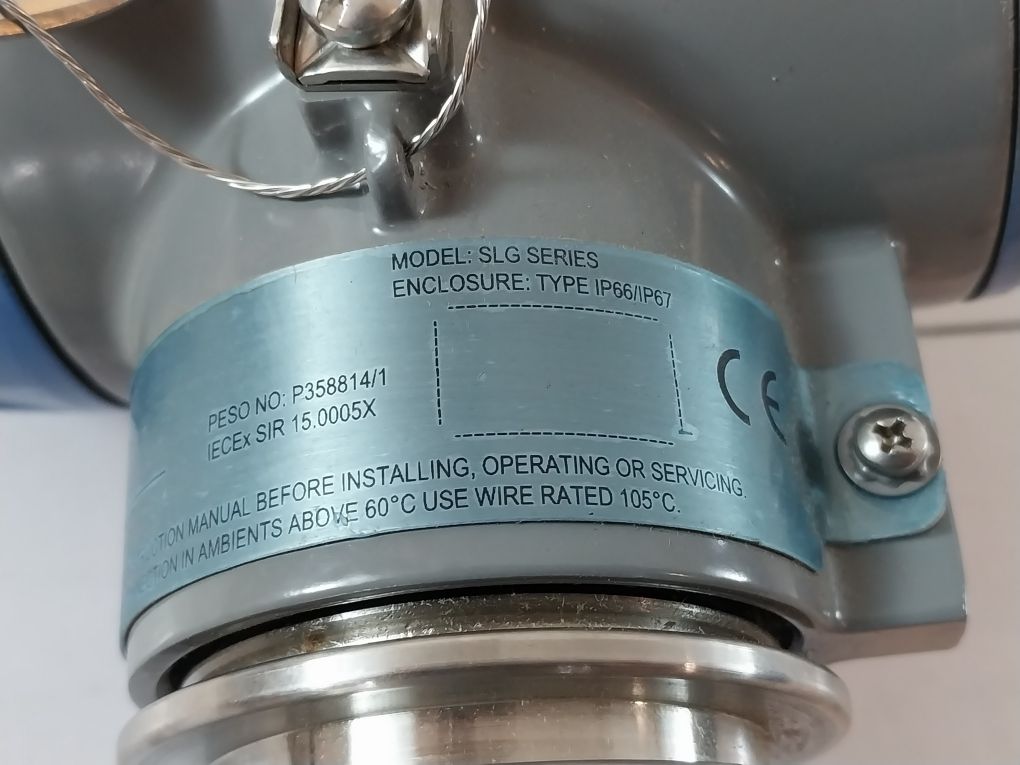 MODEL: SLG SERIES
ENCLOSURE: TYPE IP66/IP67
PESO NO: P358814/1
IECEx SIR 15.0005X
CE
MANUAL BEFORE INSTALLING, OPERATING OR SERVICING.
IN AMBIENTS ABOVE 60°C USE WIRE RATED 105°C.